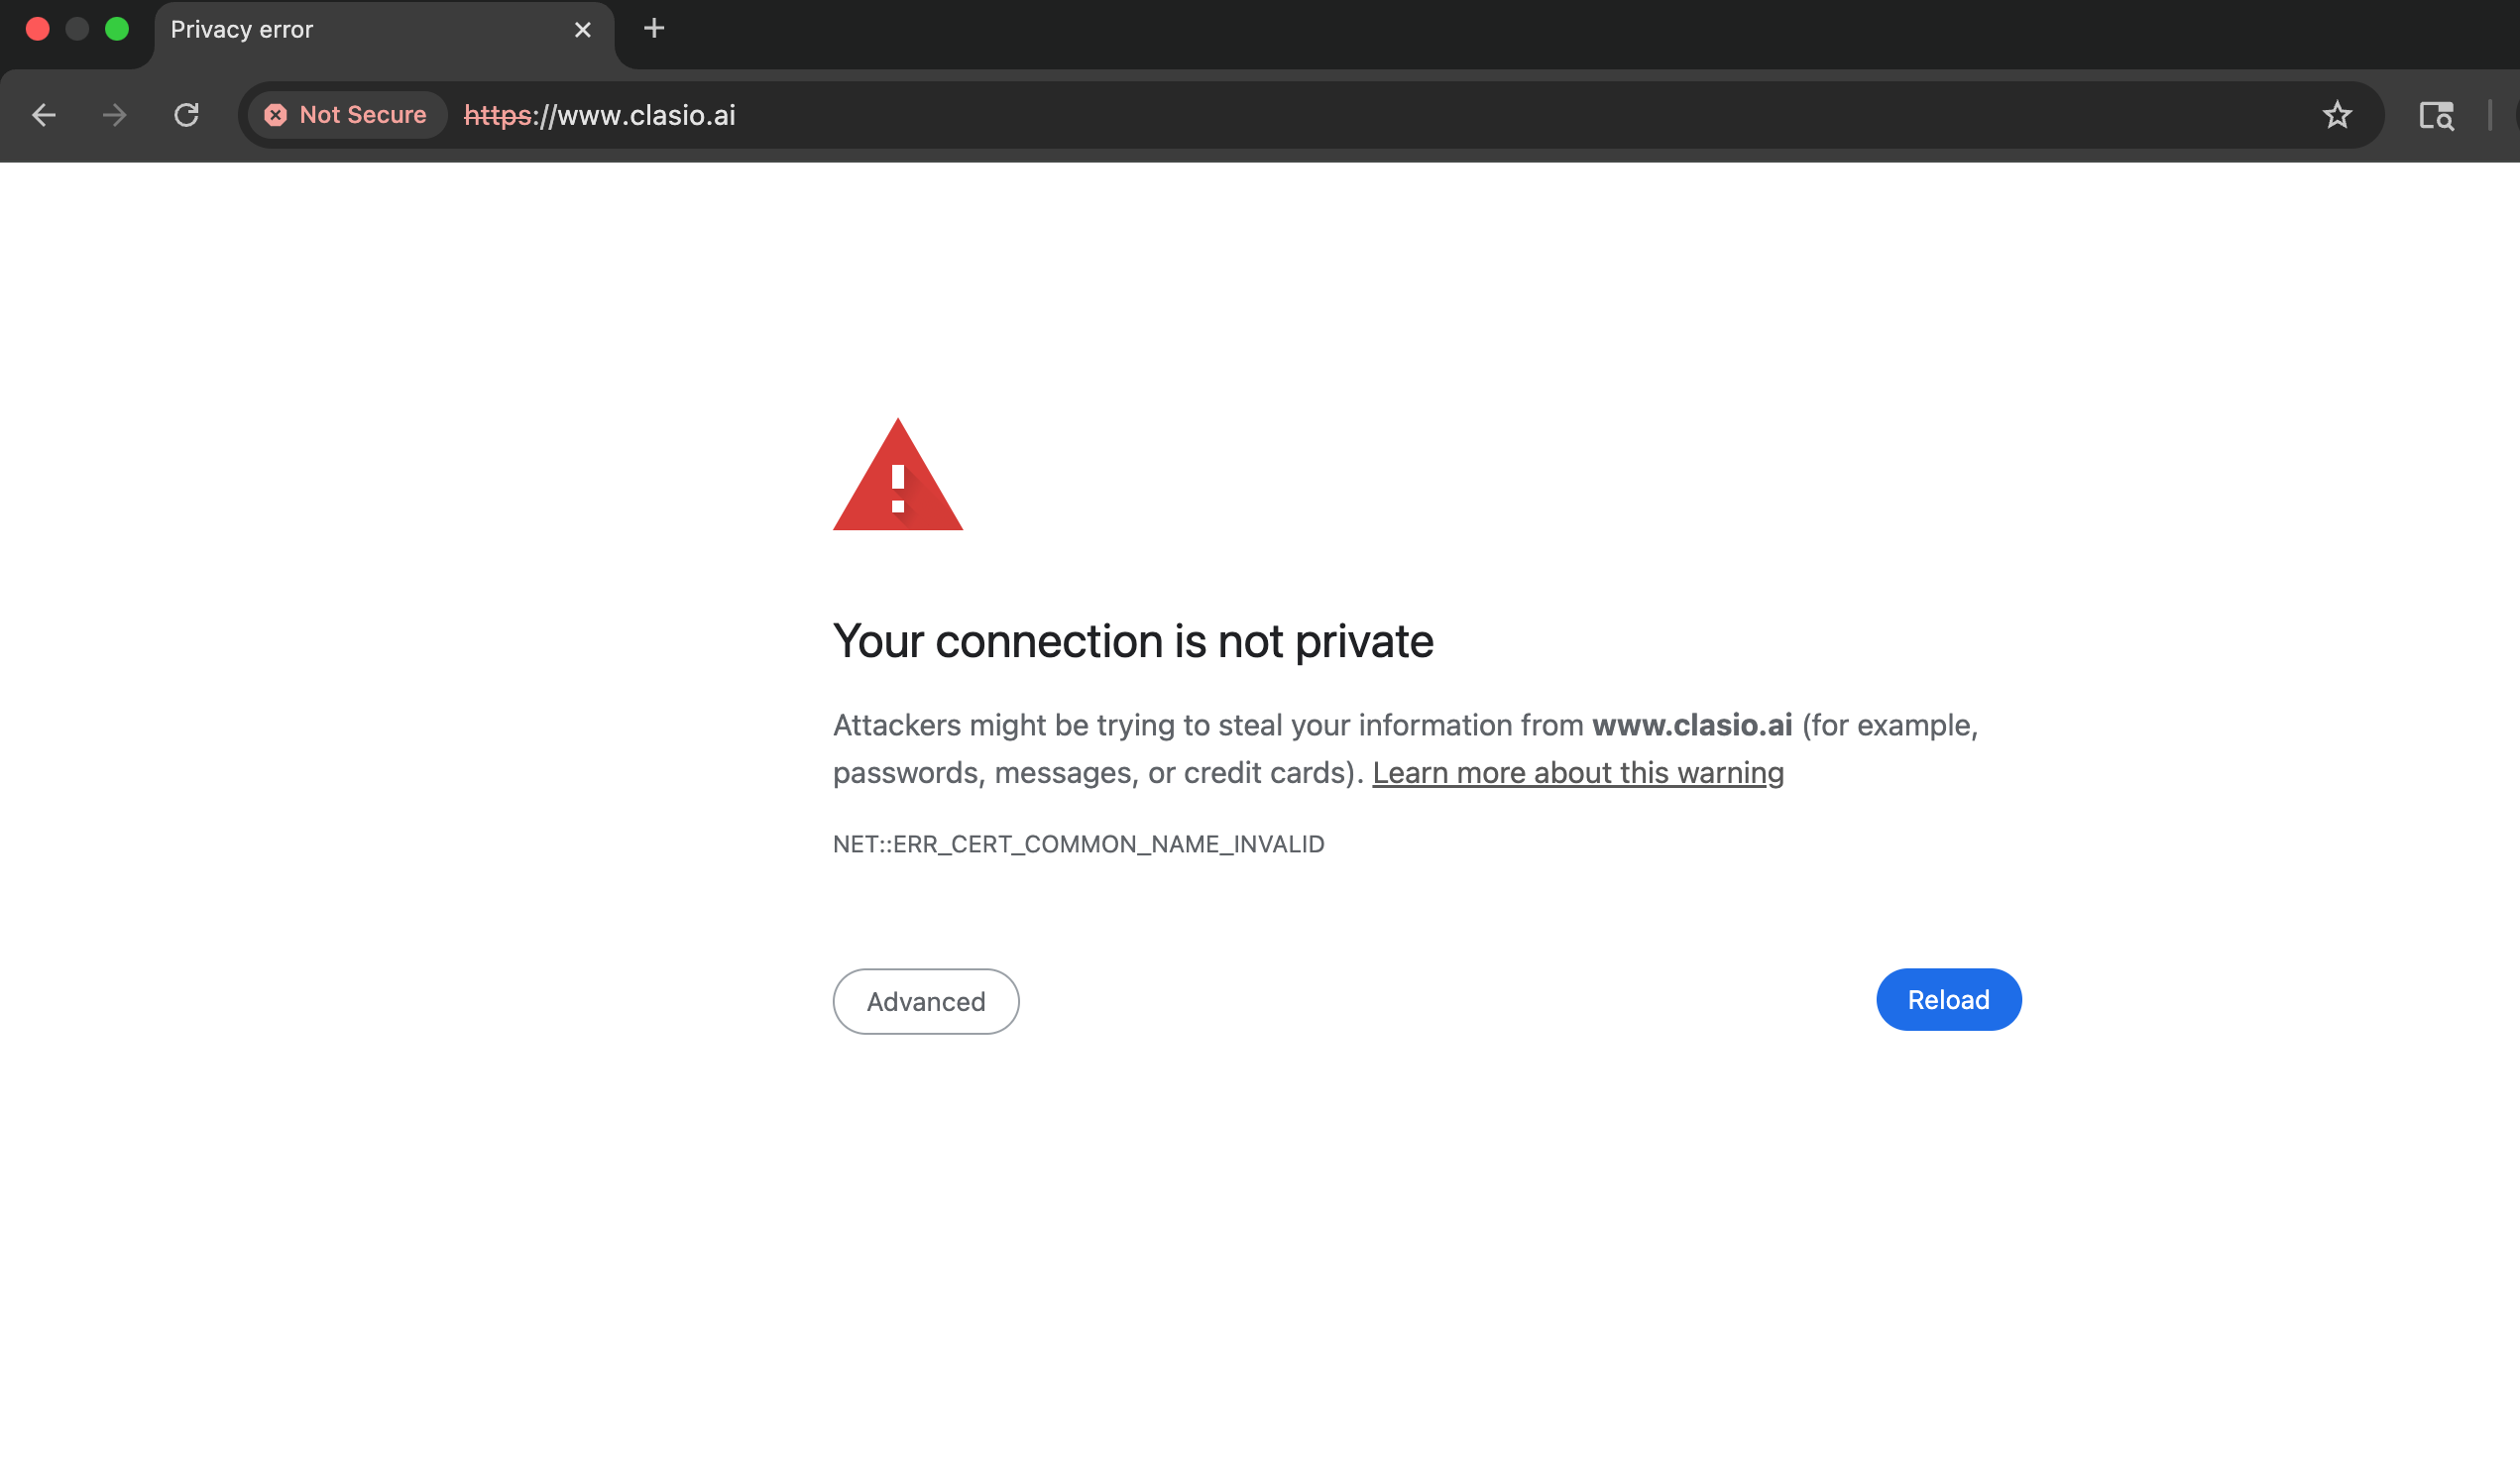 Privacy error
Not Secure https://www.clasio.ai
Your connection is not private
Attackers might be trying to steal your information from www.clasio.ai (for example,
passwords, messages, or credit cards). Learn more about this warning
NET::ERR_CERT_COMMON_NAME_INVALID
Advanced Reload